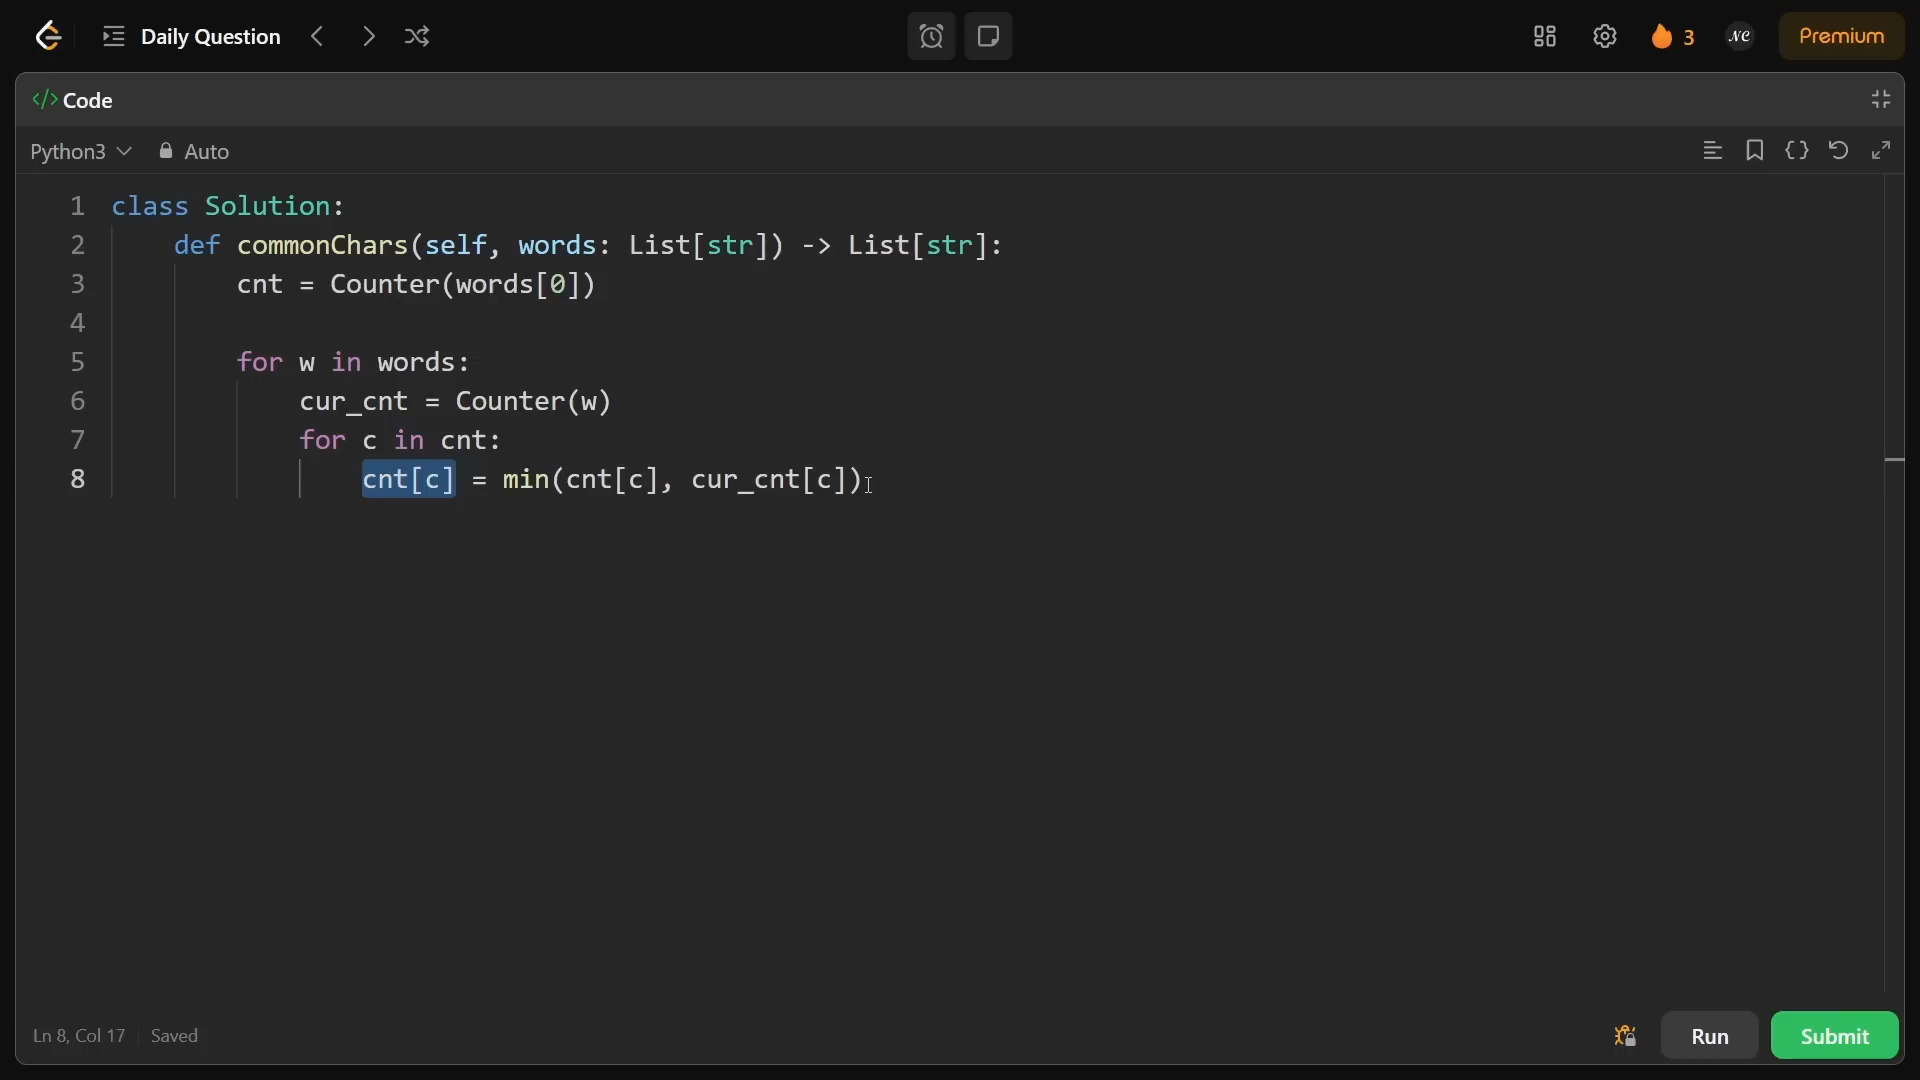 Daily Question
3
NC
Premium
</> Code
Python3
Auto
1 class Solution:
2 def commonChars(self, words: List[str]) -> List[str]:
3 cnt = Counter(words[0])
4
5 for w in words:
6 cur_cnt = Counter(w)
7 for c in cnt:
8 cnt[c] = min(cnt[c], cur_cnt[c])
Ln 8, Col 17
Saved
Run
Submit